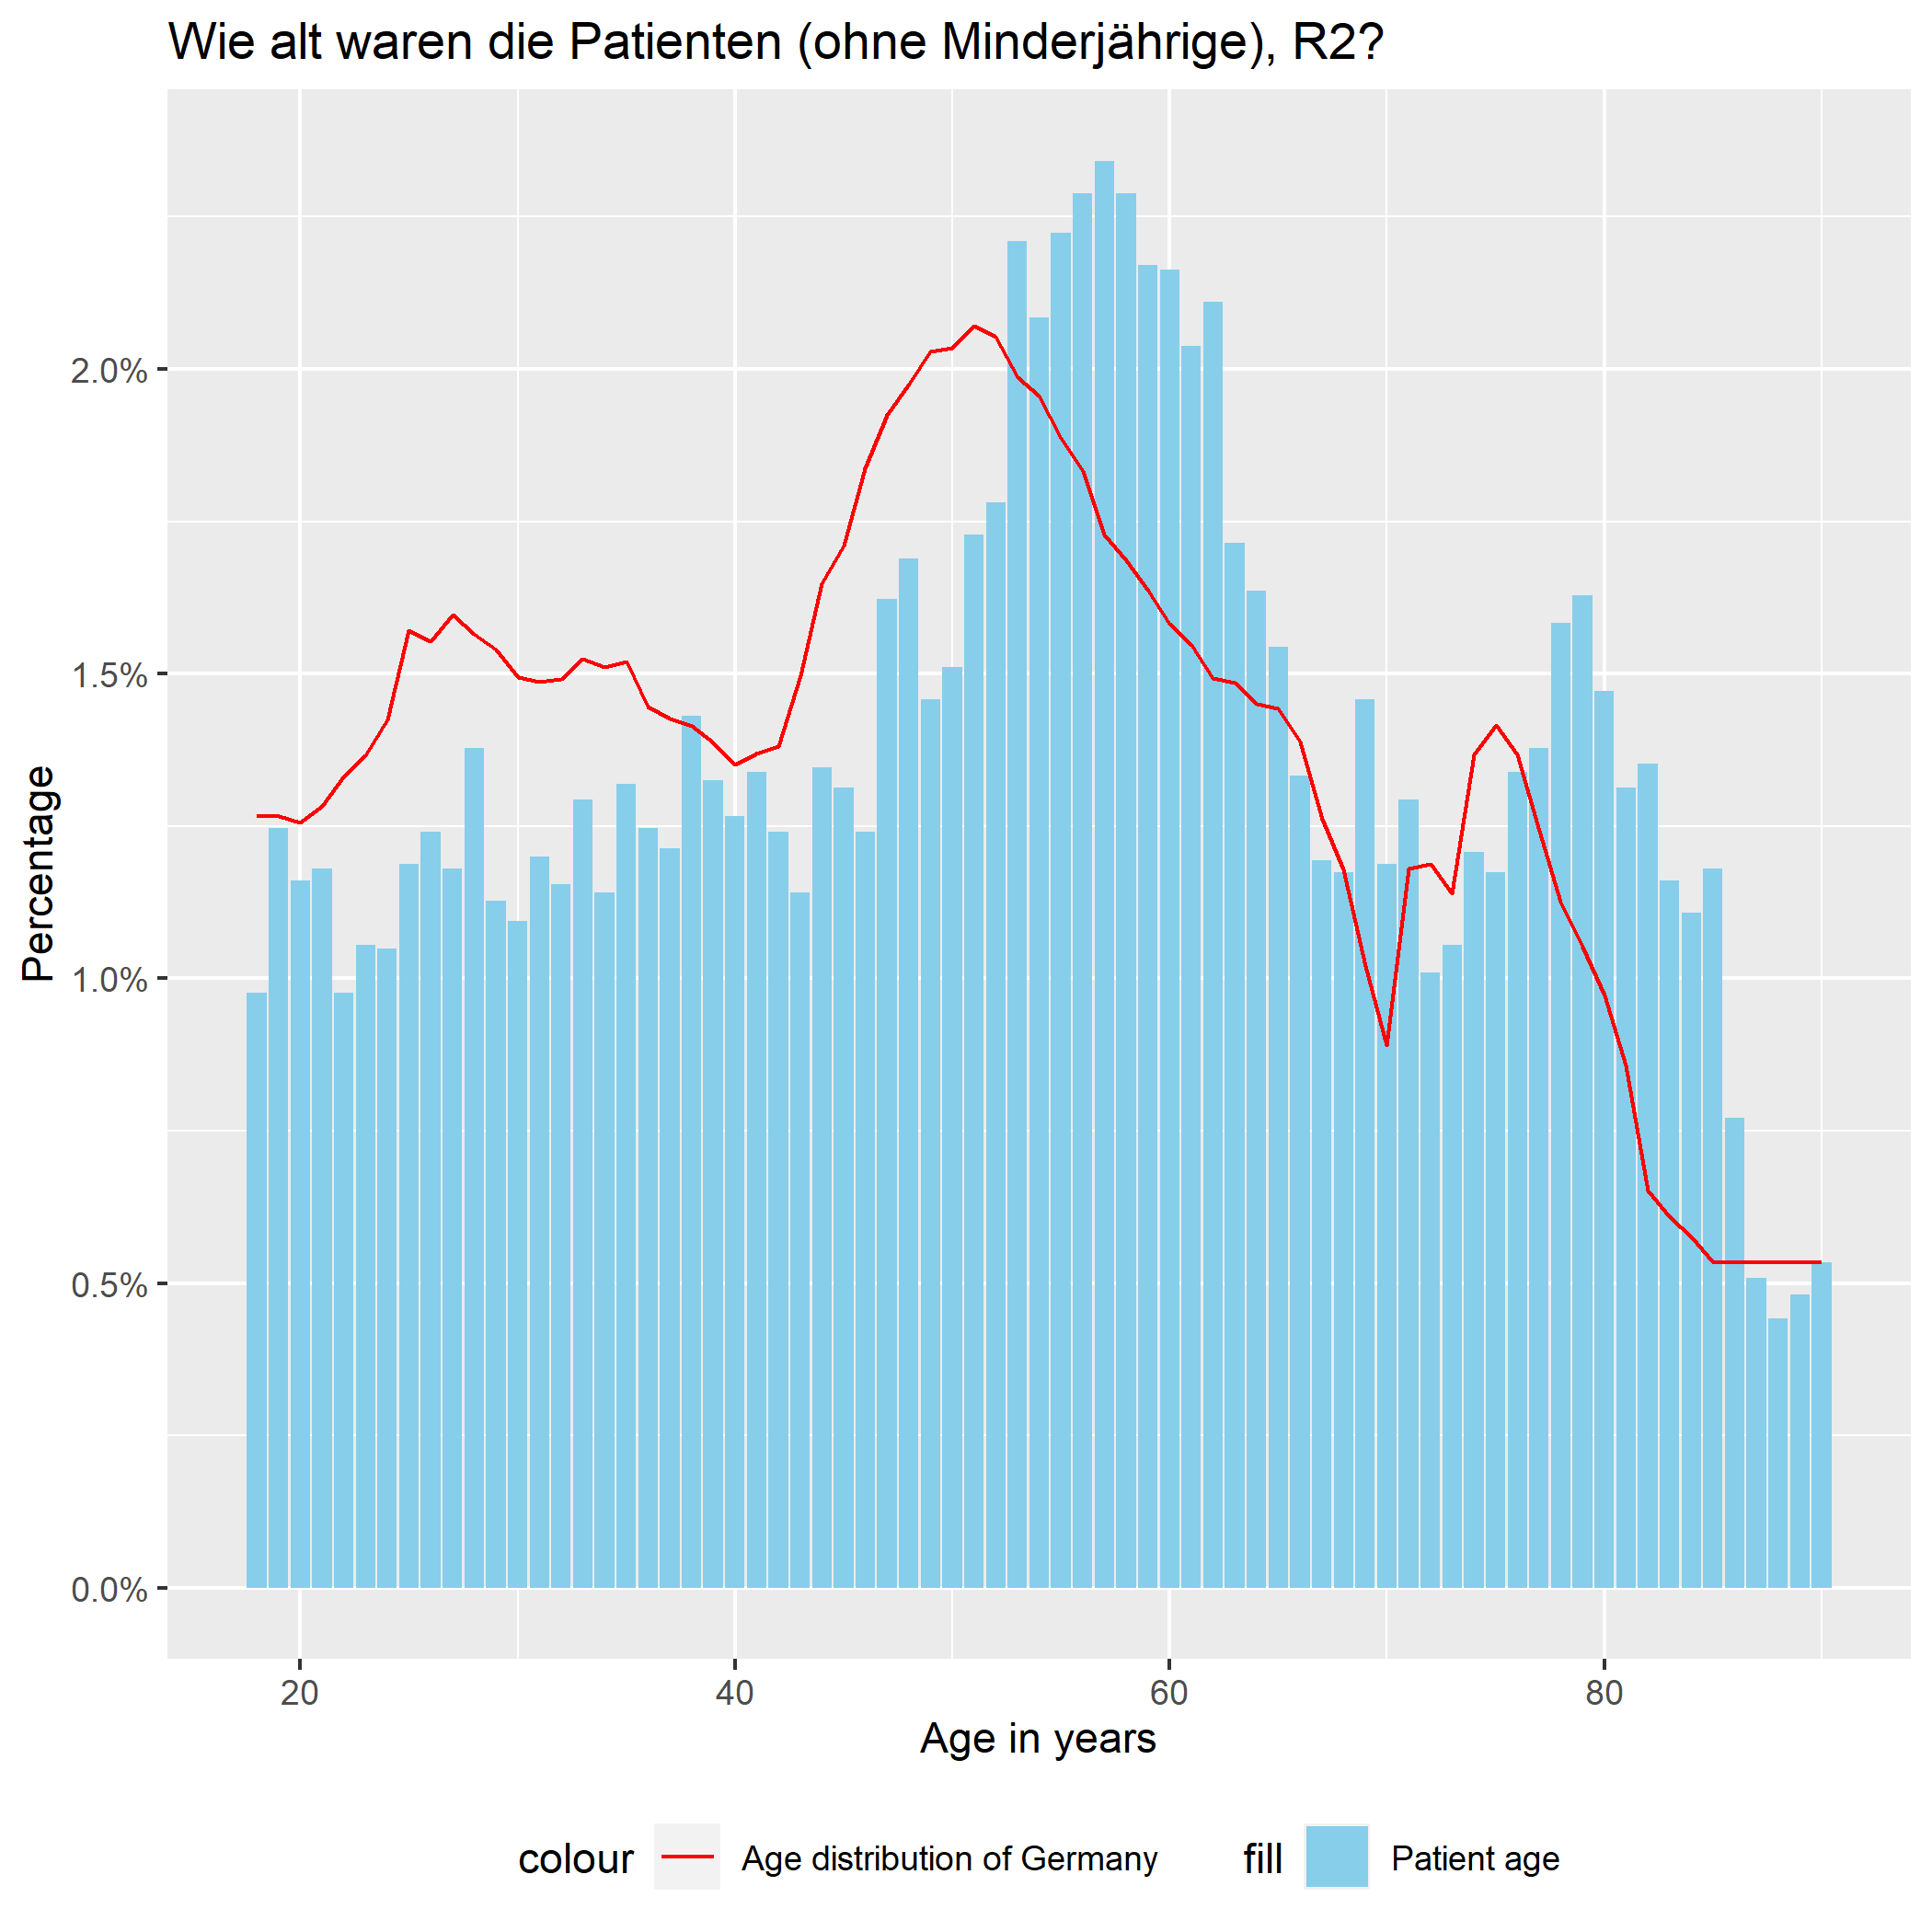 Wie alt waren die Patienten (ohne Minderjährige), R2?
Percentage
2.0%
1.5%
1.0%
0.5%
0.0%
20 40 60 80
Age in years
colour Age distribution of Germany fill Patient age